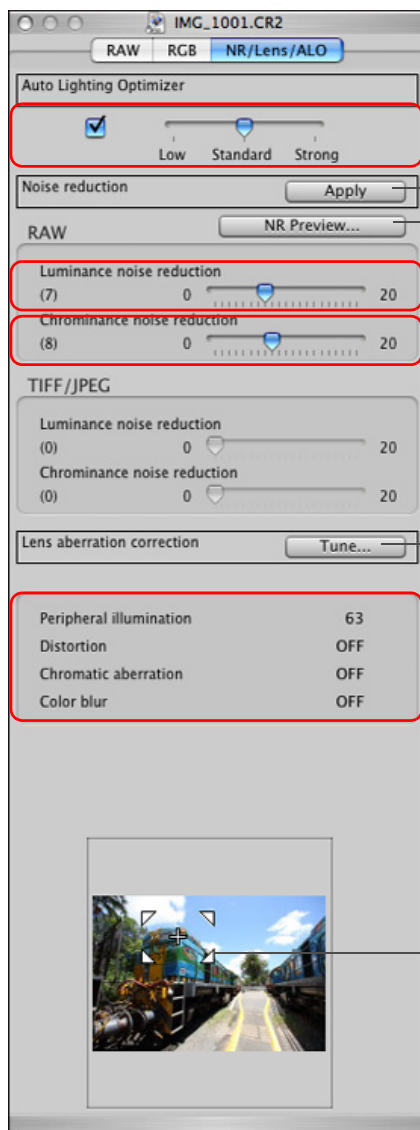 IMG_1001.CR2
RAW RGB NR/Lens/ALO
Auto Lighting Optimizer
Low Standard Strong
Noise reduction Apply
RAW NR Preview...
Luminance noise reduction
(7) 0 20
Chrominance noise reduction
(8) 0 20
TIFF/JPEG
Luminance noise reduction
(0) 0 20
Chrominance noise reduction
(0) 0 20
Lens aberration correction Tune...
Peripheral illumination 63
Distortion OFF
Chromatic aberration OFF
Color blur OFF